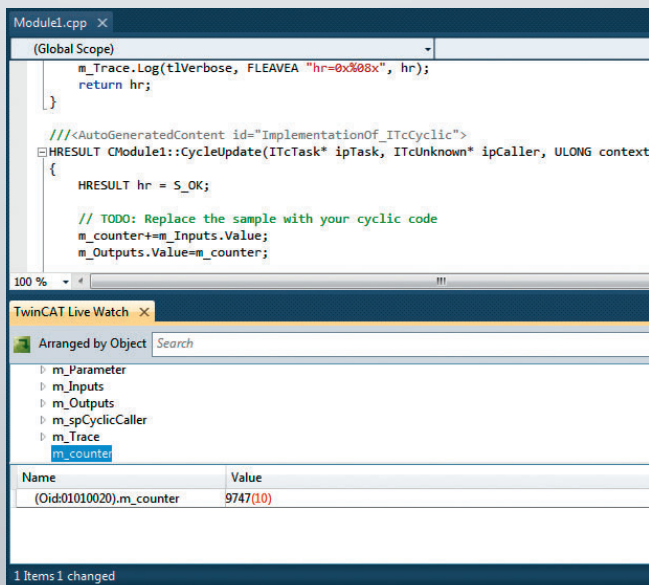 Module1.cpp ×
(Global Scope)
m_Trace.Log(tlVerbose, FLEAVEA "hr=0x%08x", hr);
return hr;
}
///<AutoGeneratedContent id="ImplementationOf_ITcCyclic">
HRESULT CModule1::CycleUpdate(ITcTask* ipTask, ITcUnknown* ipCaller, ULONG context
{
HRESULT hr = S_OK;
// TODO: Replace the sample with your cyclic code
m_counter+=m_Inputs.Value;
m_Outputs.Value=m_counter;
100 %
TwinCAT Live Watch ×
Arranged by Object Search
m_Parameter
m_Inputs
m_Outputs
m_spCyclicCaller
m_Trace
m_counter
Name Value
(Oid:01010020).m_counter 9747(10)
1 Items 1 changed